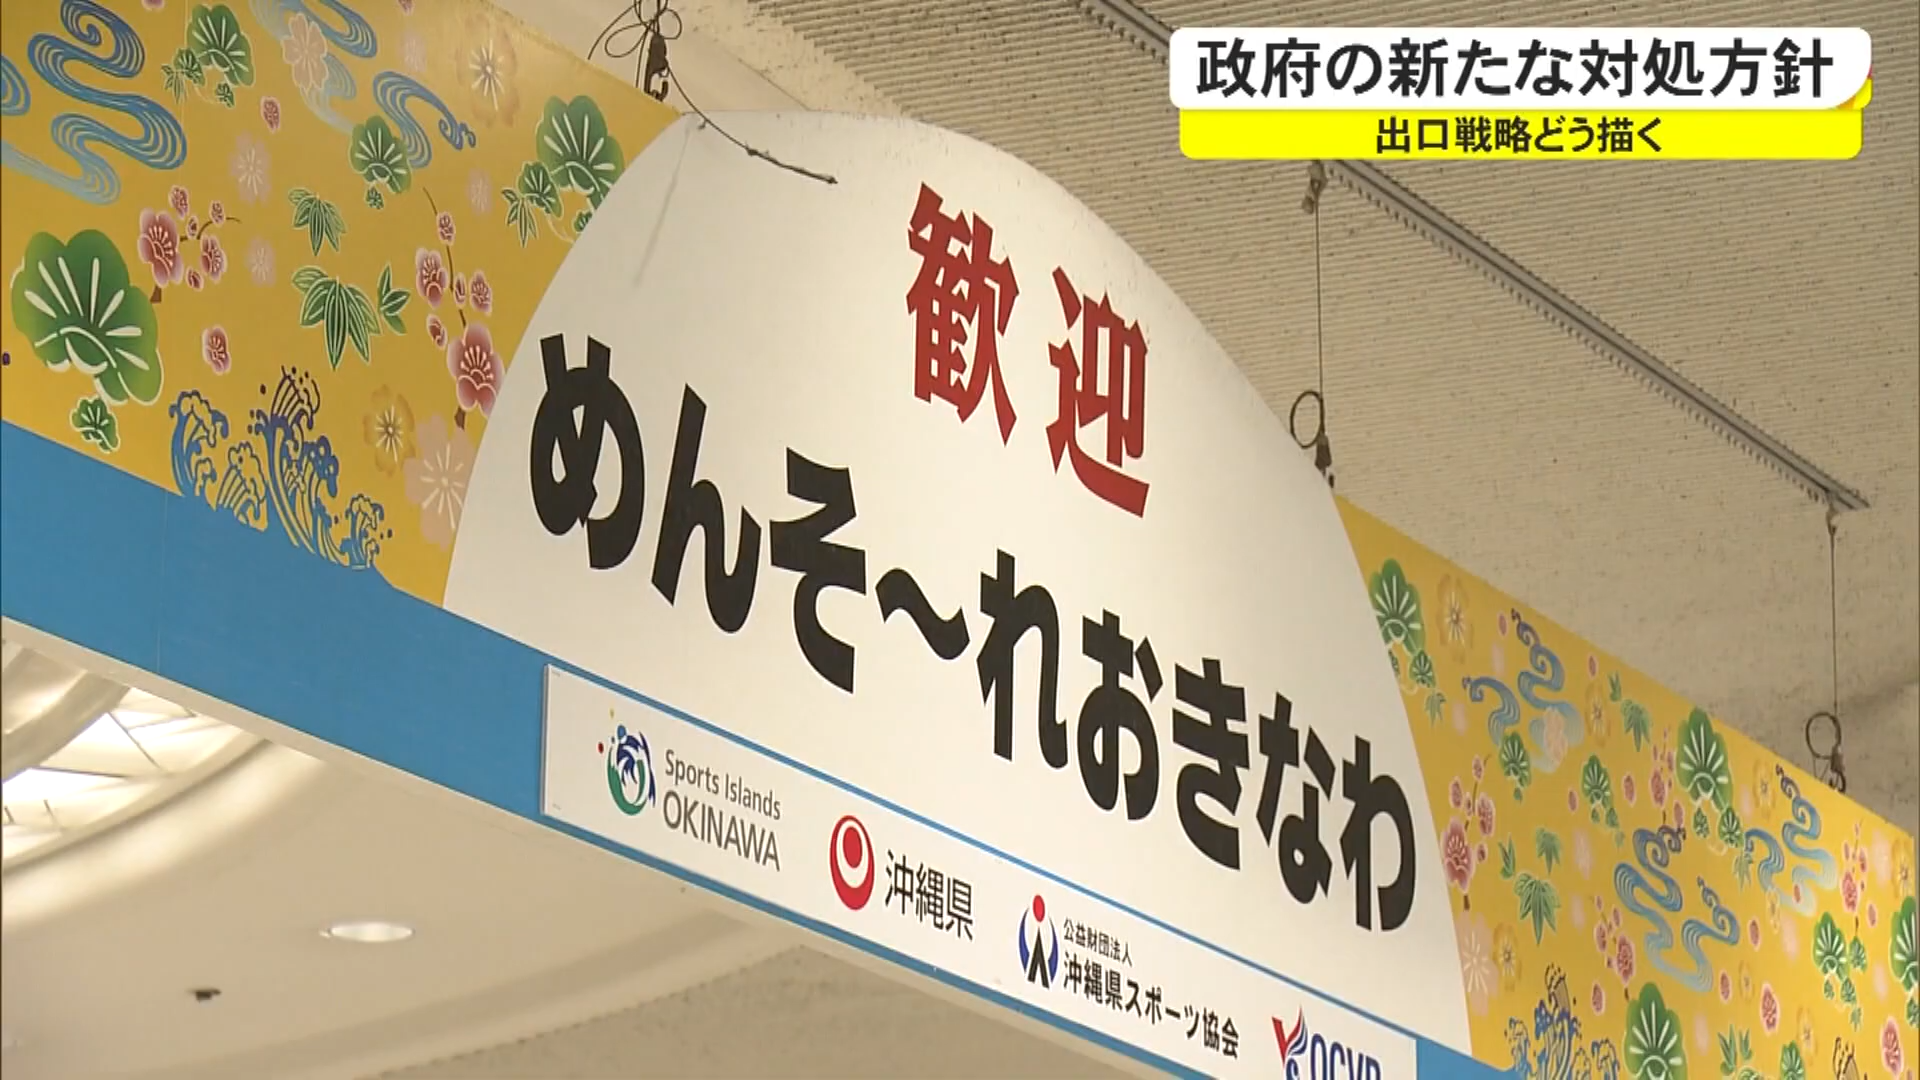 政府の新たな対処方針
出口戦略どう描く
歓迎
めんそ～れおきなわ
Sports Islands
OKINAWA
沖縄県
公益財団法人
沖縄県スポーツ協会
OCVB